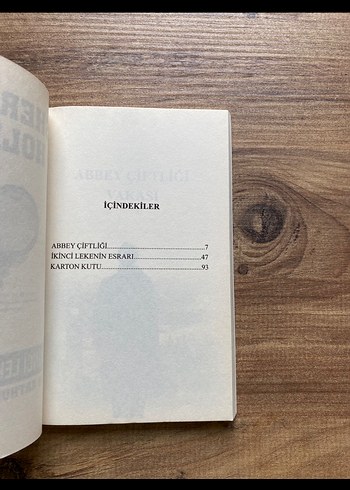 İÇİNDEKİLER
ABBEY ÇİFTLİĞİ.....................................7
İKİNCİ LEKENİN ESRARI..........................47
KARTON KUTU.......................................93